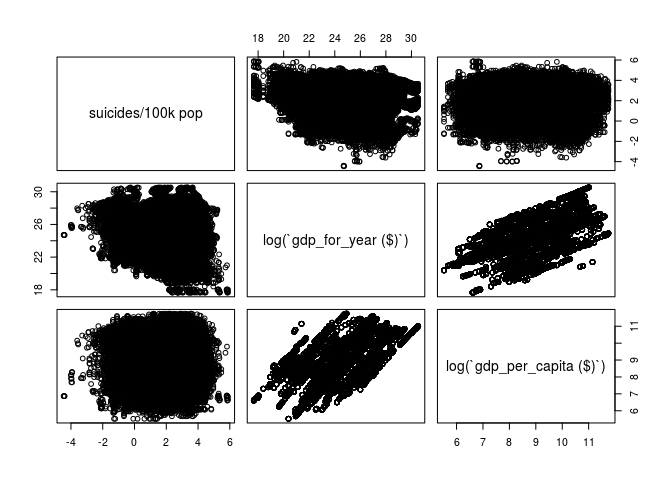 18 20 22 24 26 28 30
suicides/100k pop
-4 -2 0 2 4 6
18 22 26 30
log(`gdp_for_year ($)`)
log(`gdp_per_capita ($)`)
6 7 8 9 10 11
-4 -2 0 2 4 6
6 7 8 9 10 11